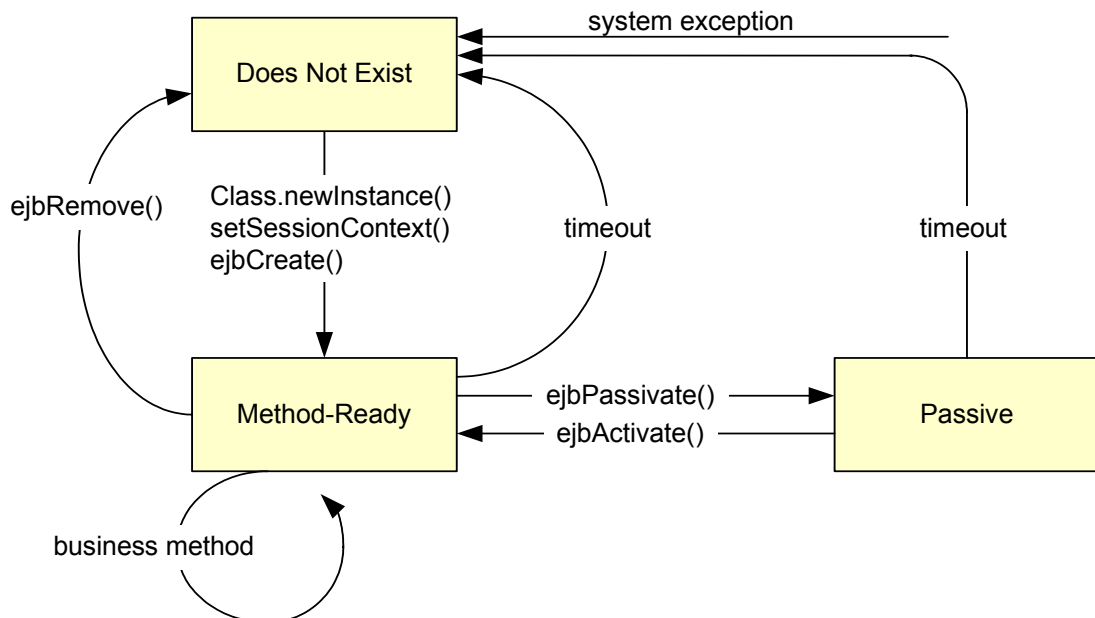 system exception
Does Not Exist
ejbRemove()
Class.newInstance()
setSessionContext()
ejbCreate()
timeout
timeout
Method-Ready
ejbPassivate()
ejbActivate()
Passive
business method